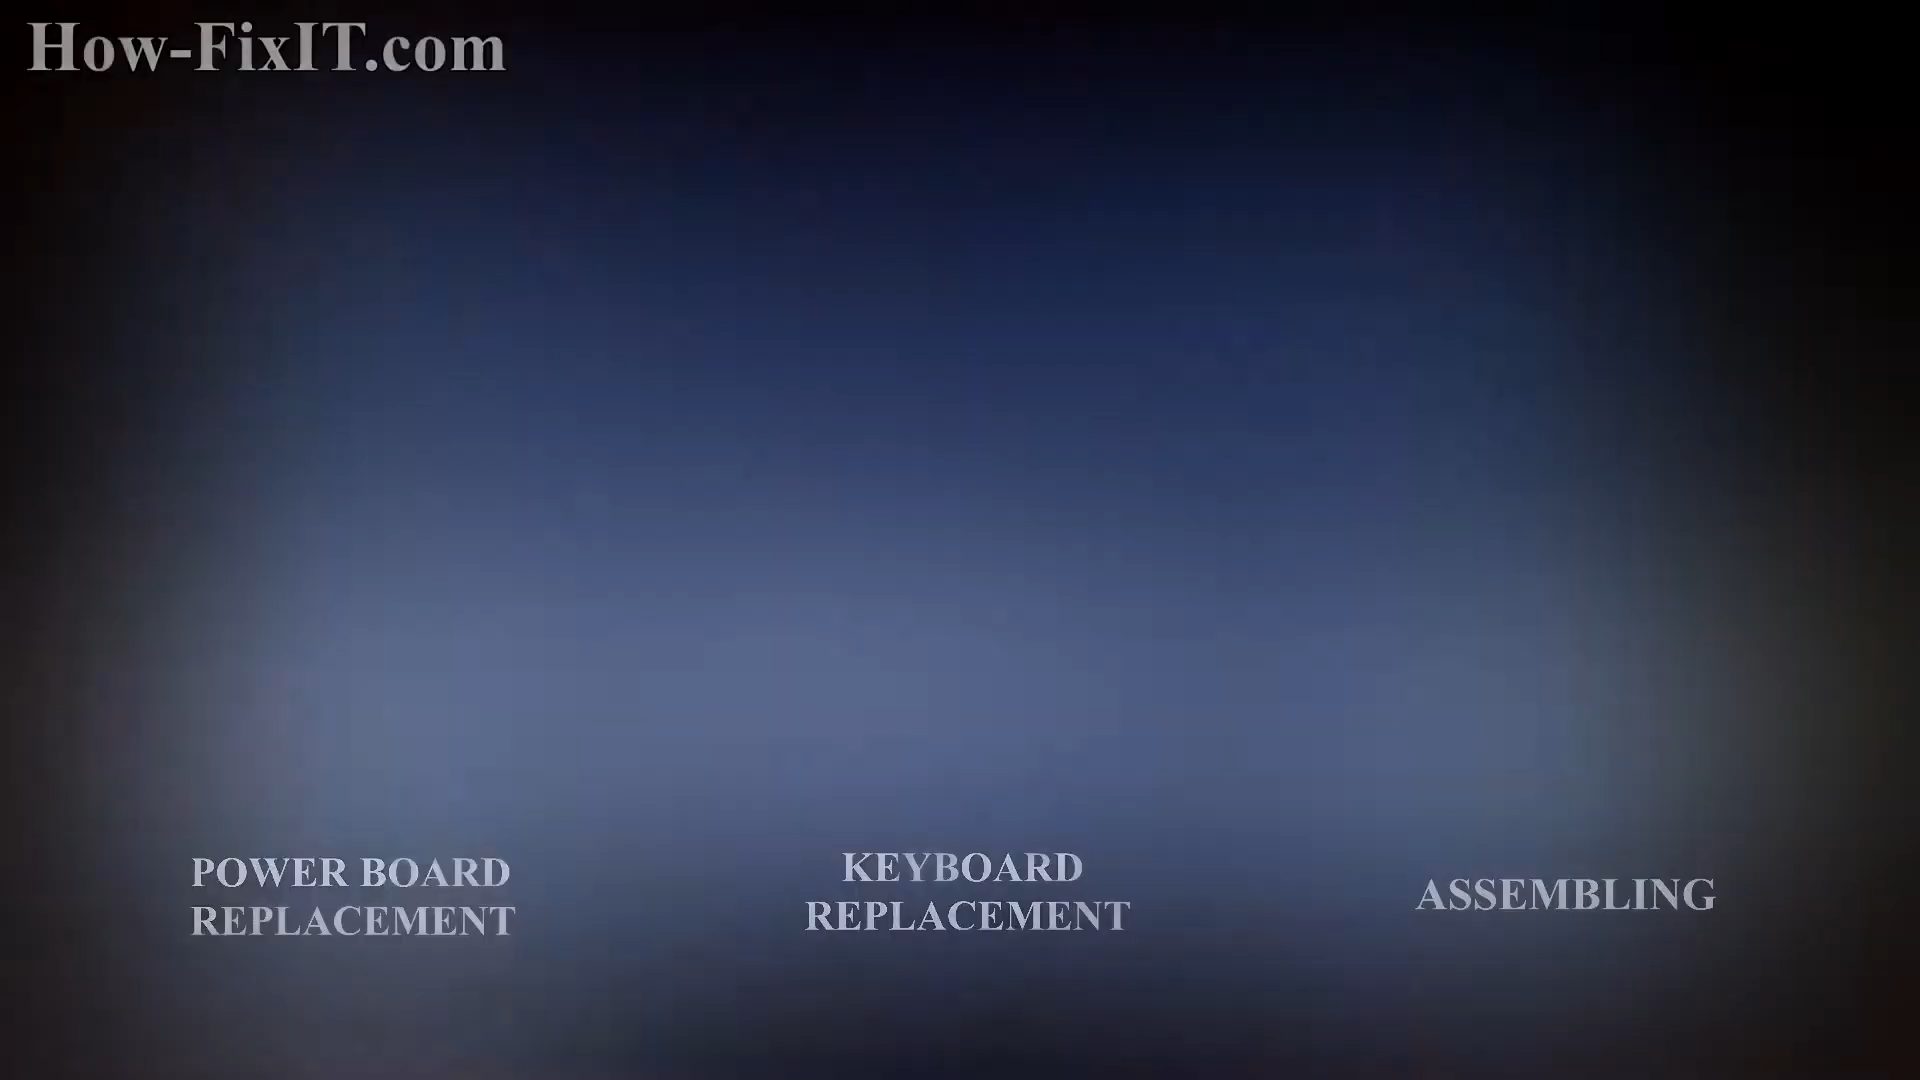 How-FixIT.com
POWER BOARD
REPLACEMENT
KEYBOARD
REPLACEMENT
ASSEMBLING